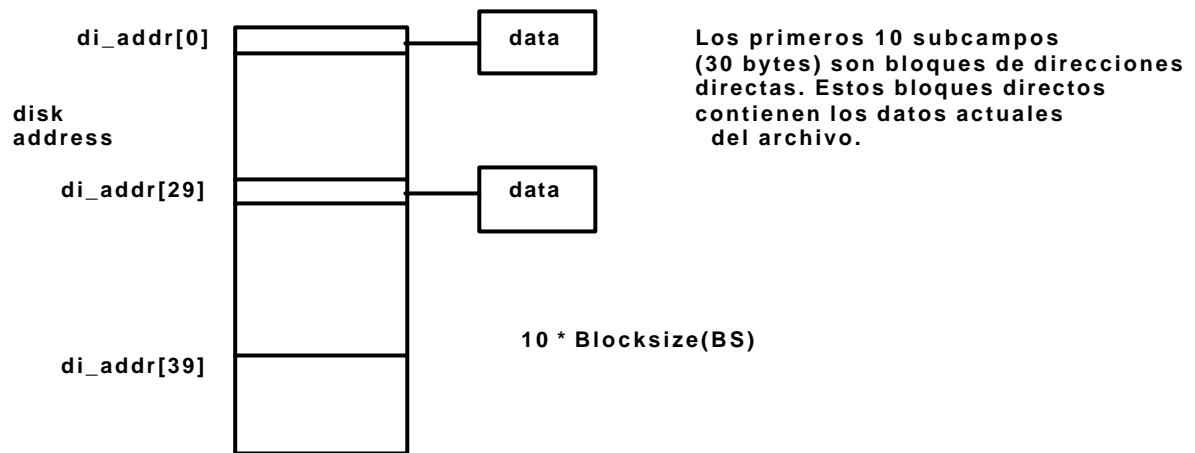 di_addr[0]
data
Los primeros 10 subcampos
(30 bytes) son bloques de direcciones
directas. Estos bloques directos
contienen los datos actuales
del archivo.
disk
address
di_addr[29]
data
10 * Blocksize(BS)
di_addr[39]